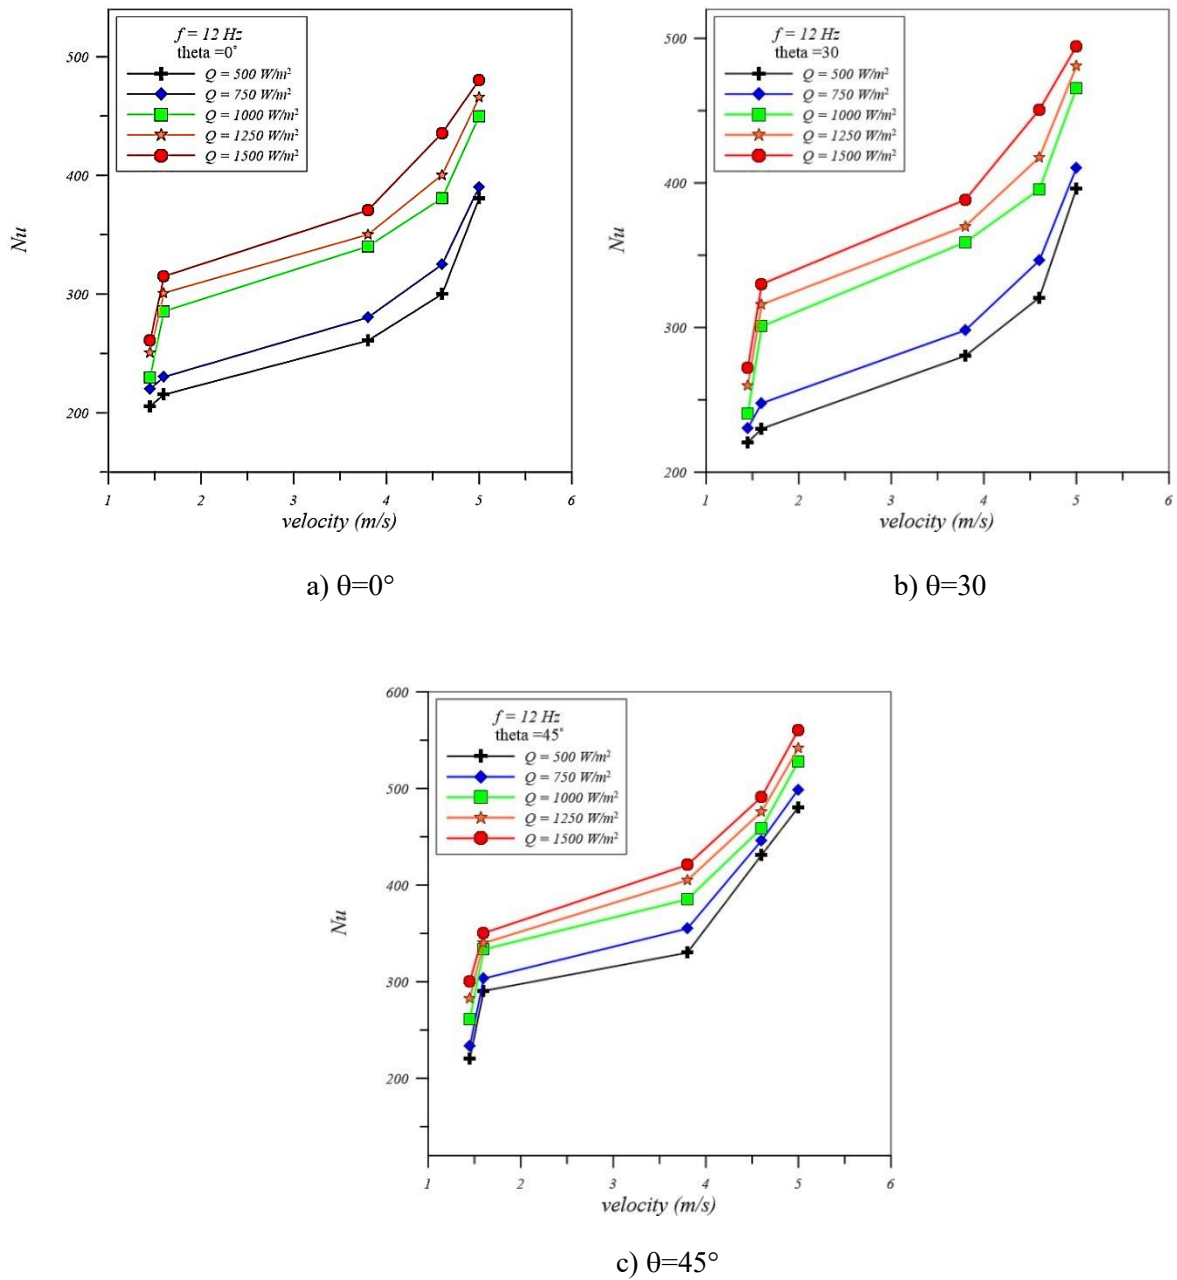 f = 12 Hz
theta =0°
Q = 500 W/m²
Q = 750 W/m²
Q = 1000 W/m²
Q = 1250 W/m²
Q = 1500 W/m²
500
400
300
200
Nu
1 2 3 4 5 6
velocity (m/s)
a) θ=0°
f = 12 Hz
theta =30
Q = 500 W/m²
Q = 750 W/m²
Q = 1000 W/m²
Q = 1250 W/m²
Q = 1500 W/m²
500
400
300
200
Nu
1 2 3 4 5 6
velocity (m/s)
b) θ=30
f = 12 Hz
theta =45°
Q = 500 W/m²
Q = 750 W/m²
Q = 1000 W/m²
Q = 1250 W/m²
Q = 1500 W/m²
600
500
400
300
200
Nu
1 2 3 4 5 6
velocity (m/s)
c) θ=45°